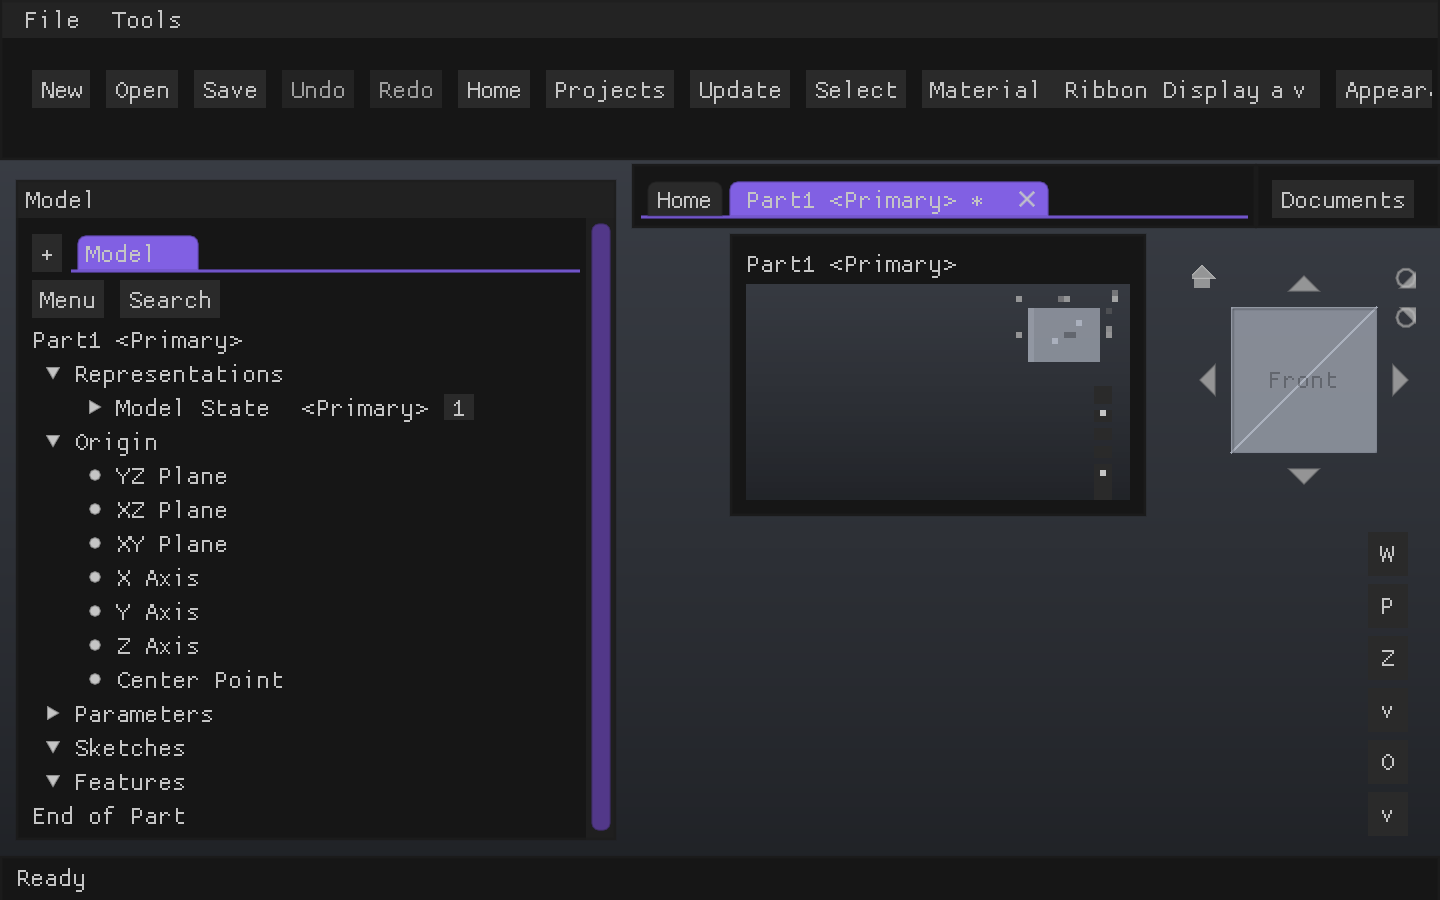 File Tools
New Open Save Undo Redo Home Projects Update Select Material Ribbon Display a v Appear
Model
+ Model
Menu Search
Part1 <Primary>
Representations
Model State <Primary> 1
Origin
YZ Plane
XZ Plane
XY Plane
X Axis
Y Axis
Z Axis
Center Point
Parameters
Sketches
Features
End of Part
Home Part1 <Primary> * Documents
Part1 <Primary>
Front
W
P
Z
v
O
v
Ready